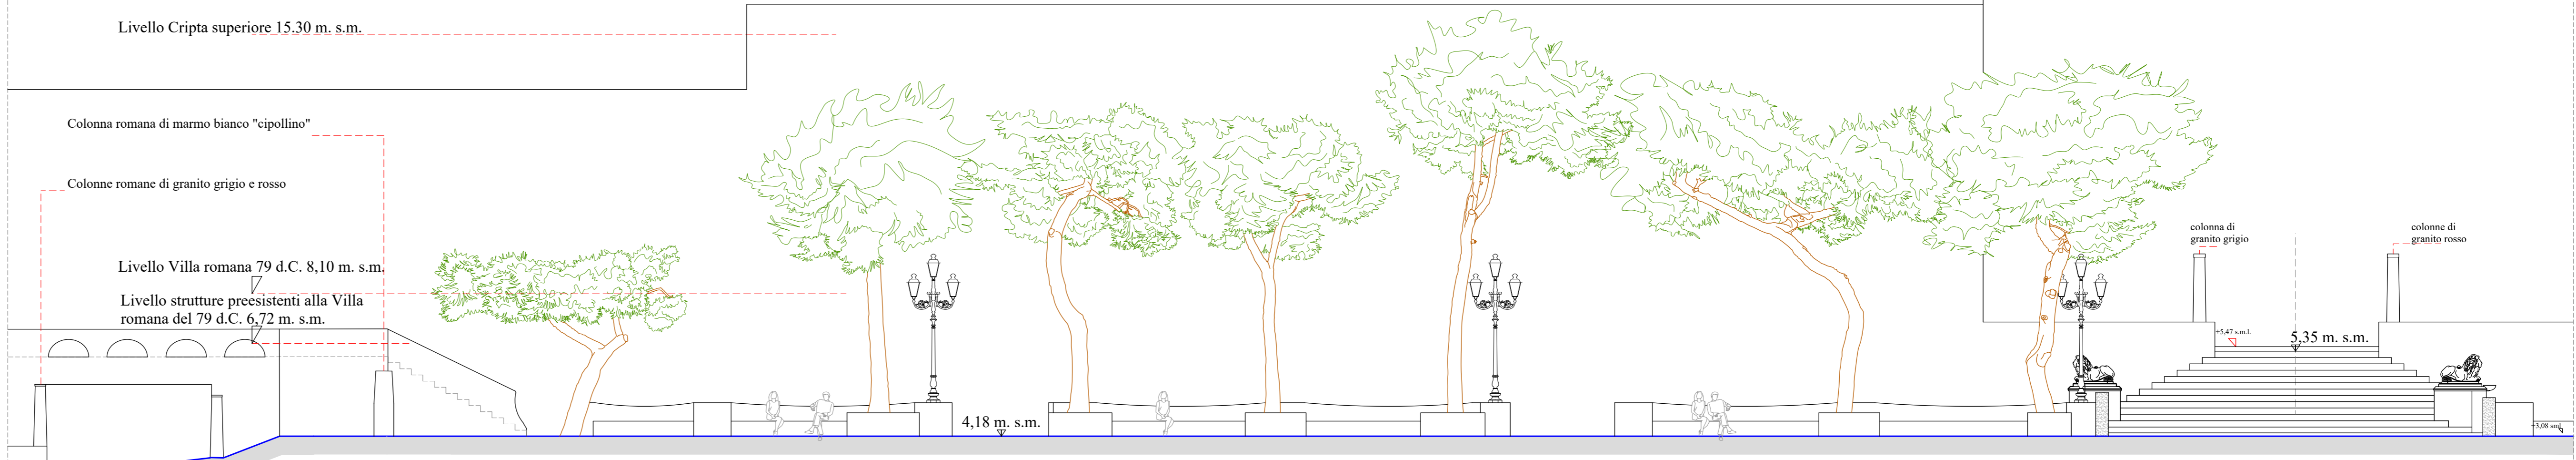 Livello Cripta superiore 15.30 m. s.m.
Colonna romana di marmo bianco "cipollino"
Colonne romane di granito grigio e rosso
Livello Villa romana 79 d.C. 8,10 m. s.m.
Livello strutture preesistenti alla Villa
romana del 79 d.C. 6,72 m. s.m.
4,18 m. s.m.
colonna di
granito grigio
colonne di
granito rosso
+5,47 s.m.l.
5,35 m. s.m.
+3,08 sml